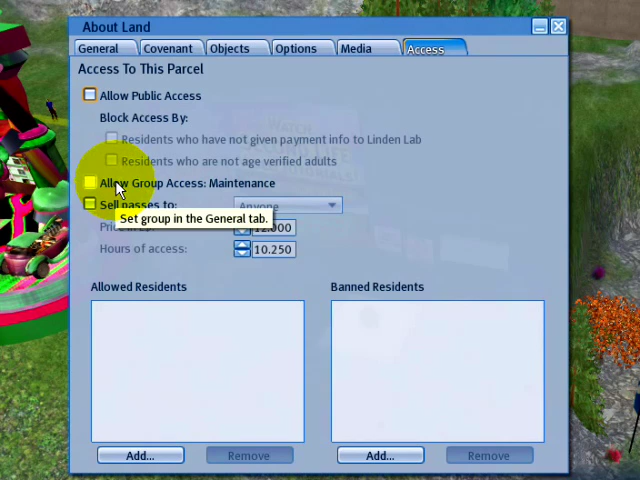 About Land
General Covenant Objects Options Media Access
Access To This Parcel
Allow Public Access
Block Access By:
Residents who have not given payment info to Linden Lab
Residents who are not age verified adults
Allow Group Access: Maintenance
Sell passes to: Anyone
Set group in the General tab.
12.000
Hours of access: 10.250
Allowed Residents Banned Residents
Add... Remove Add... Remove